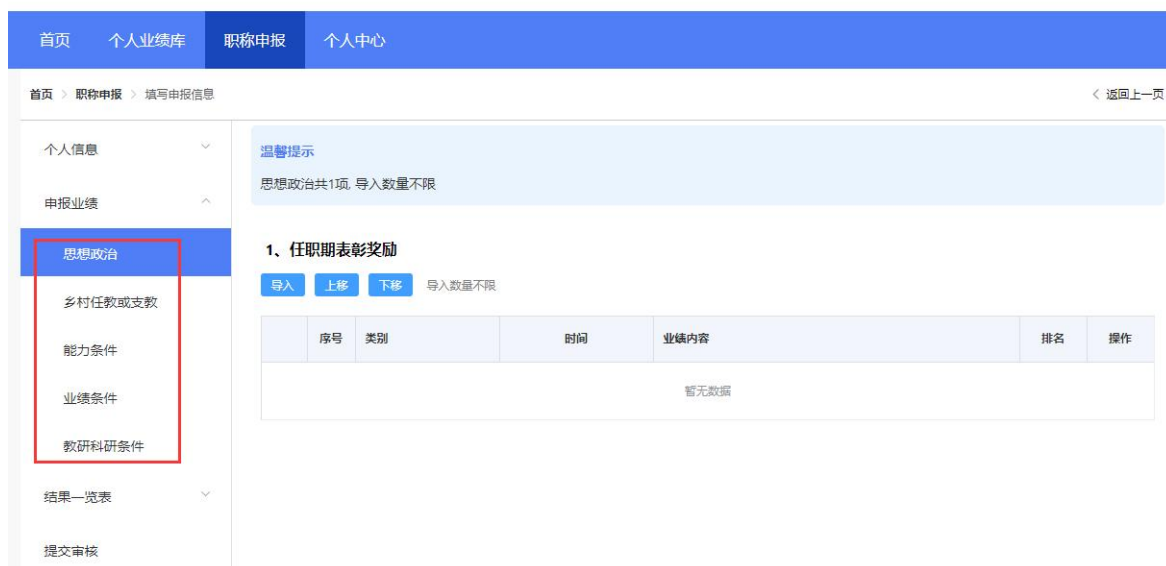 首页 个人业绩库 职称申报 个人中心
首页 > 职称申报 > 填写申报信息 < 返回上一页
个人信息
申报业绩
思想政治
乡村任教或支教
能力条件
业绩条件
教研科研条件
结果一览表
提交审核
温馨提示
思想政治共1项, 导入数量不限
1、任职期表彰奖励
导入 上移 下移 导入数量不限
序号 类别 时间 业绩内容 排名 操作
暂无数据